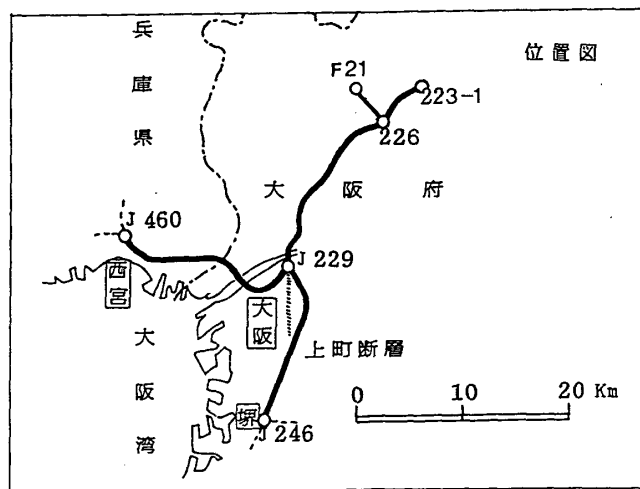 位置図
兵庫県
F21
223-1
226
大阪府
J 460
西宮
J 229
大阪
上町断層
大阪湾
堺
J 246
0 10 20 Km